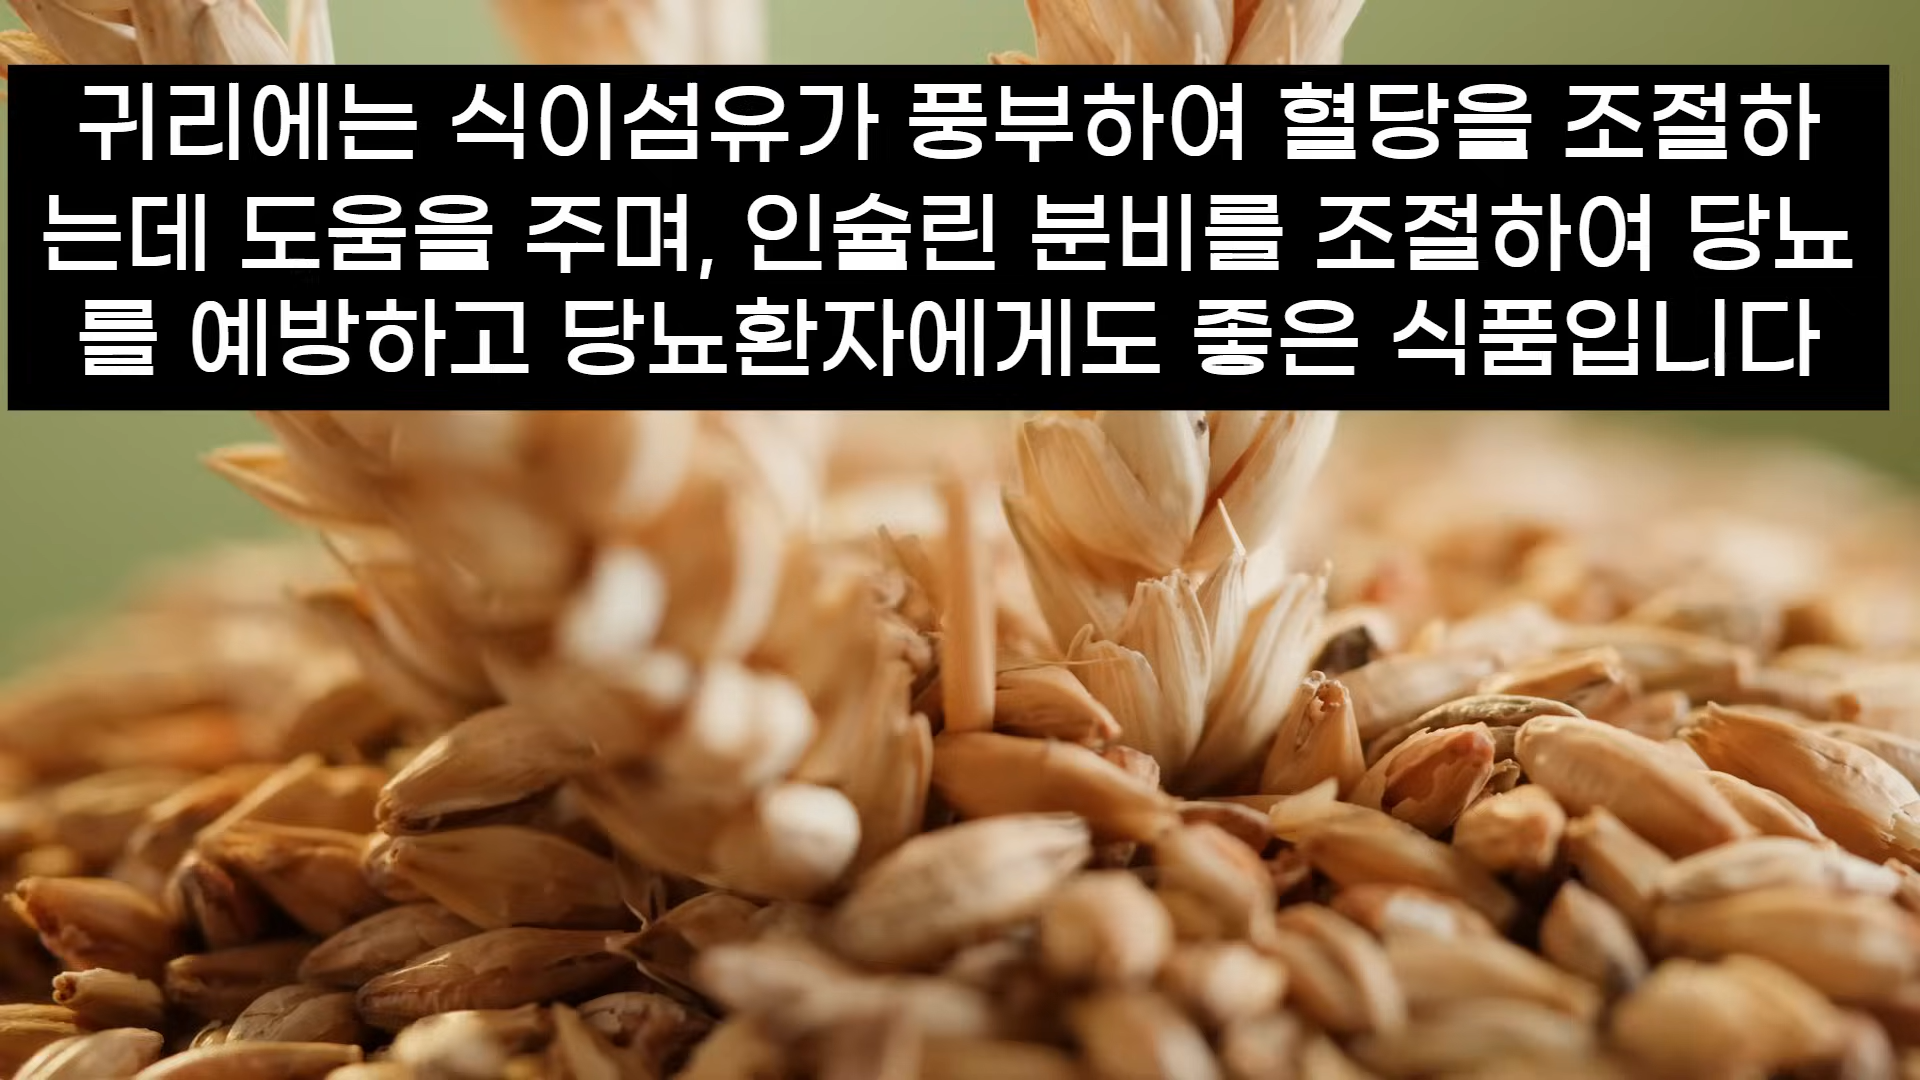 귀리에는 식이섬유가 풍부하여 혈당을 조절하
는데 도움을 주며, 인슐린 분비를 조절하여 당뇨
를 예방하고 당뇨환자에게도 좋은 식품입니다